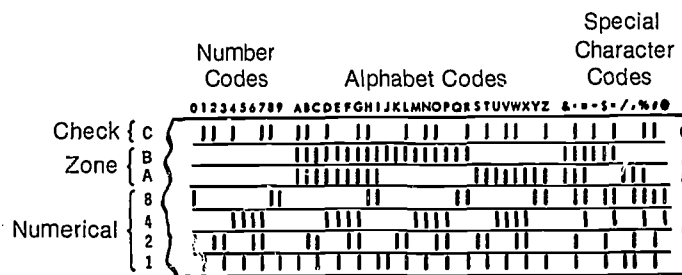 Number Codes
Alphabet Codes
Special Character Codes
0123456789 ABCDEFGHIJKLMNOPQRSTUVWXYZ
Check { C
Zone { B
A
Numerical { 8
4
2
1